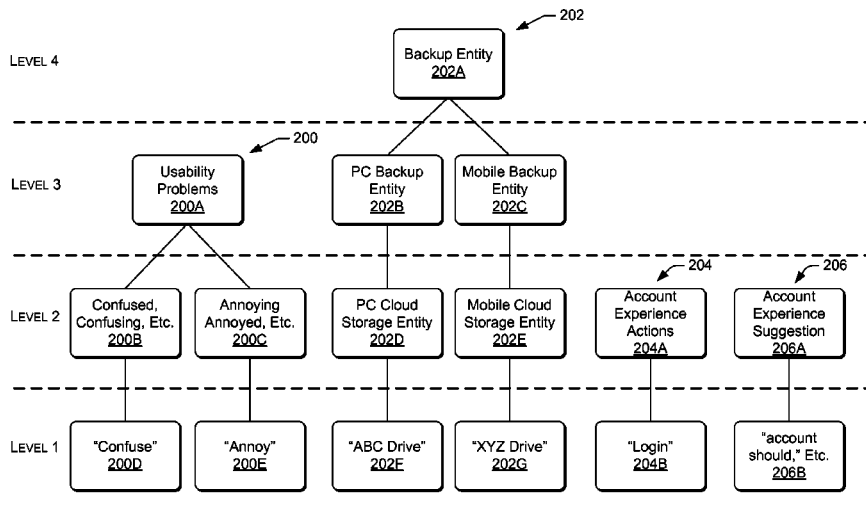 202
LEVEL 4
Backup Entity
202A
200
LEVEL 3
Usability
Problems
200A
PC Backup
Entity
202B
Mobile Backup
Entity
202C
204
206
LEVEL 2
Confused,
Confusing, Etc.
200B
Annoying
Annoyed, Etc.
200C
PC Cloud
Storage Entity
202D
Mobile Cloud
Storage Entity
202E
Account
Experience
Actions
204A
Account
Experience
Suggestion
206A
LEVEL 1
“Confuse”
200D
“Annoy”
200E
“ABC Drive”
202F
“XYZ Drive”
202G
“Login”
204B
“account
should,” Etc.
206B